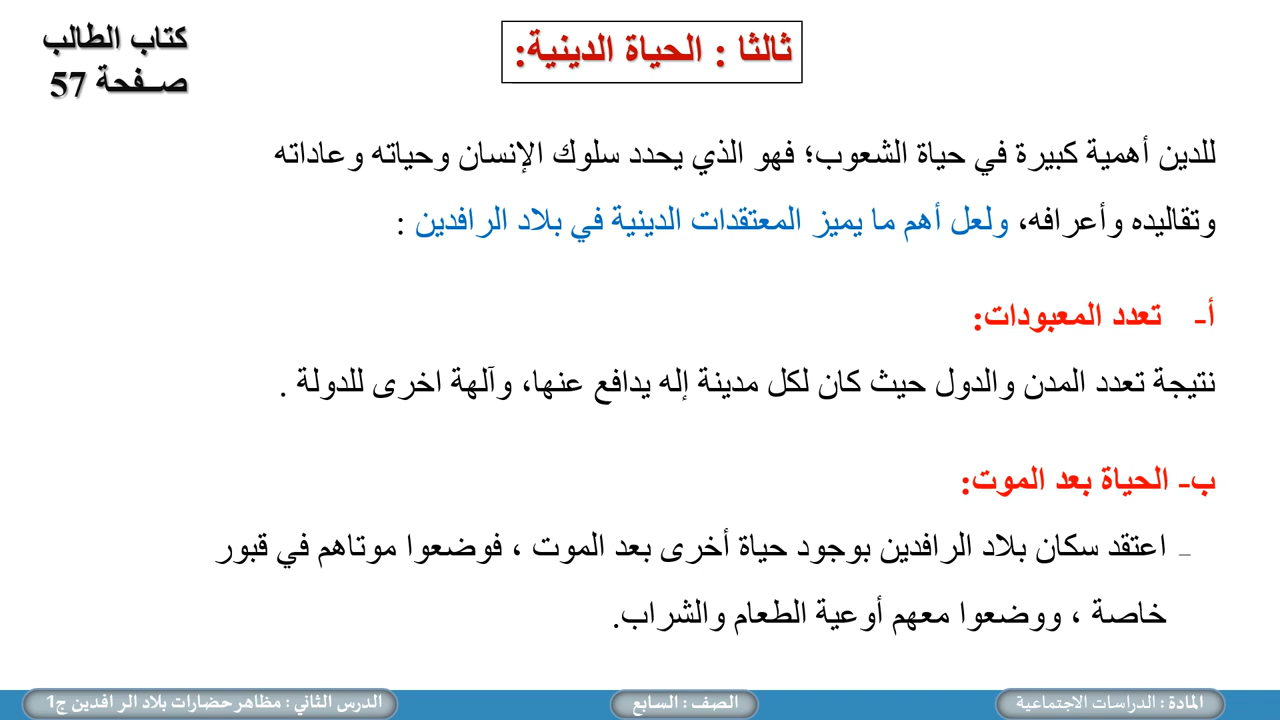 ثالثا : الحياة الدينية:
كتاب الطالب
صــفحة 57
للدين أهمية كبيرة في حياة الشعوب؛ فهو الذي يحدد سلوك الإنسان وحياته وعاداته
وتقاليده وأعرافه، ولعل أهم ما يميز المعتقدات الدينية في بلاد الرافدين :
أ- تعدد المعبودات:
نتيجة تعدد المدن والدول حيث كان لكل مدينة إله يدافع عنها، وآلهة اخرى للدولة .
ب- الحياة بعد الموت:
- اعتقد سكان بلاد الرافدين بوجود حياة أخرى بعد الموت ، فوضعوا موتاهم في قبور
خاصة ، ووضعوا معهم أوعية الطعام والشراب.
المادة : الدراسات الاجتماعية
الصف : السابع
الدرس الثاني : مظاهر حضارات بلاد الرافدين ج1